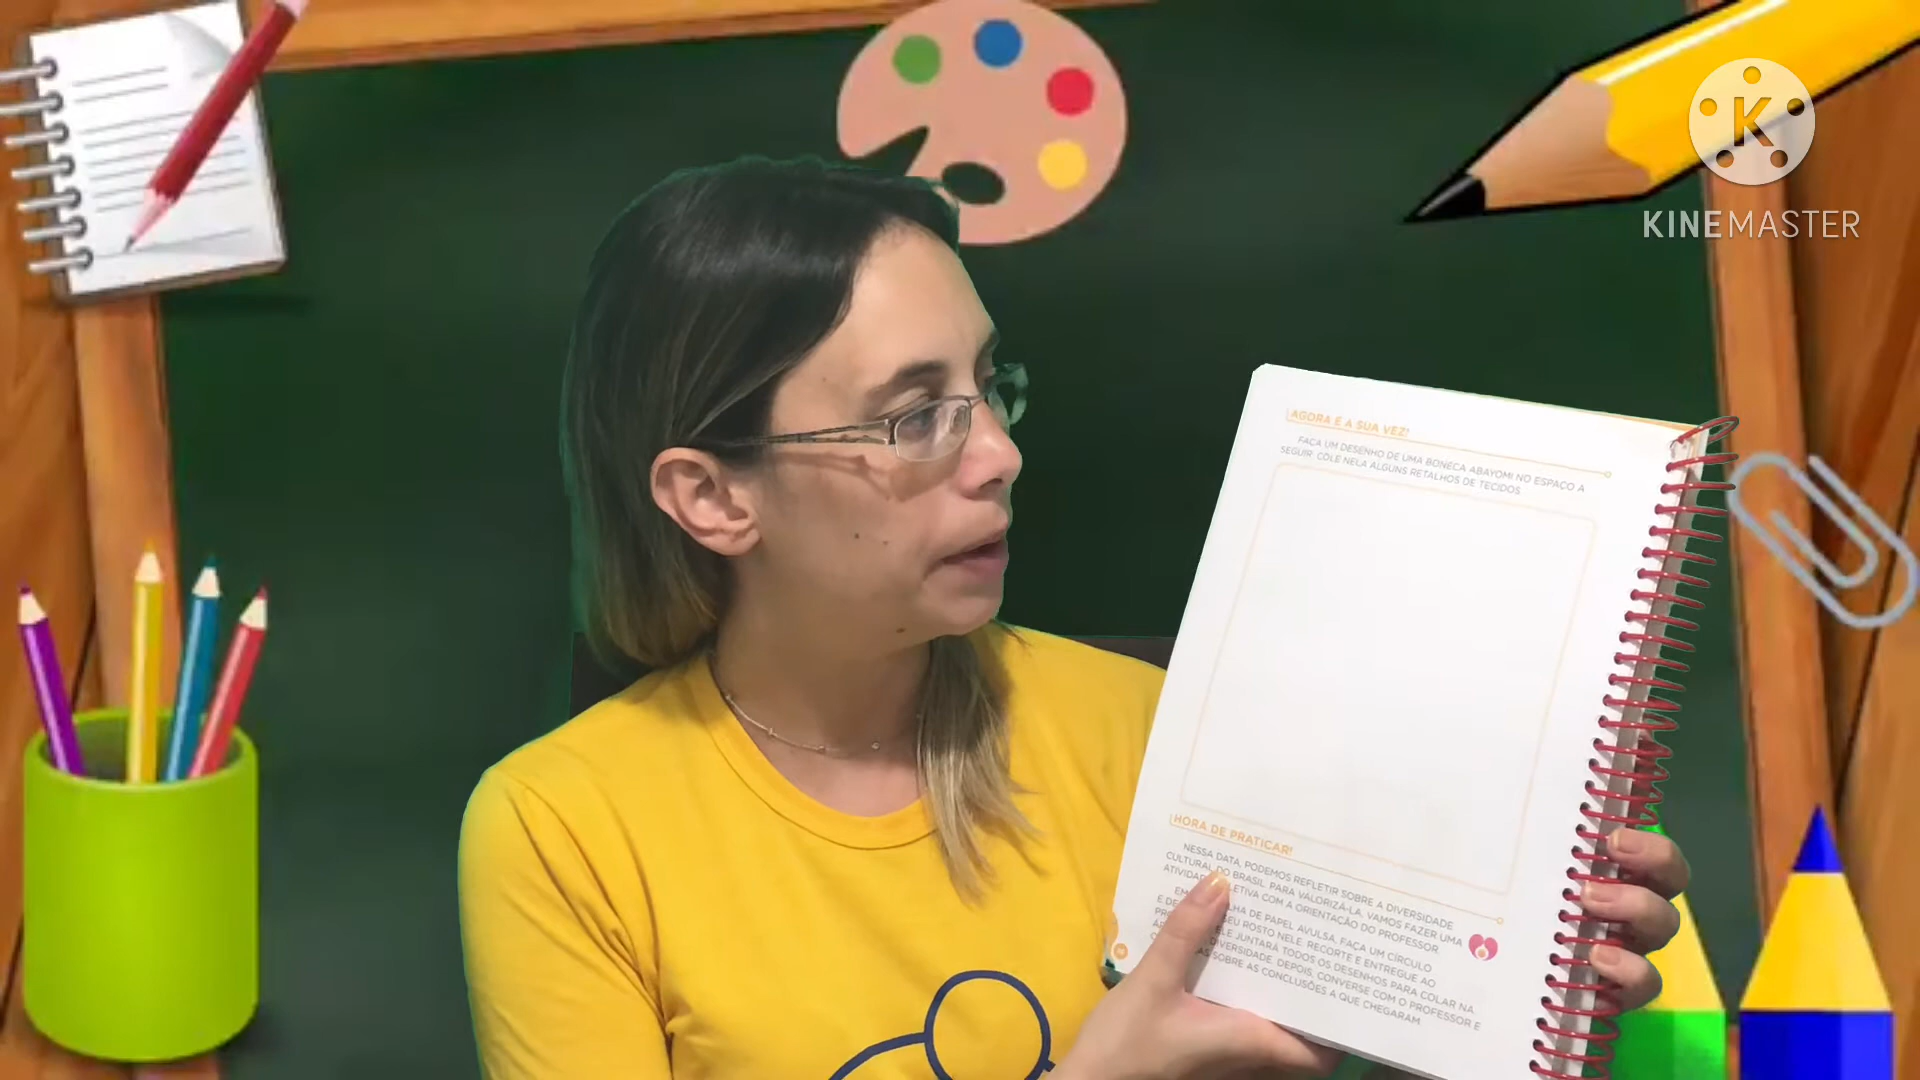 K
KINEMASTER
AGORA É A SUA VEZ!
FAÇA UM DESENHO DE UMA BONECA ABAYOMI NO ESPAÇO A
SEGUIR. COLE NELA ALGUNS RETALHOS DE TECIDOS.
HORA DE PRATICAR!
NESSA DATA, PODEMOS REFLETIR SOBRE A DIVERSIDADE
CULTURAL DO BRASIL. PARA VALORIZÁ-LA, VAMOS FAZER UMA
COM A ORIENTAÇÃO DO PROFESSOR.
DE PAPEL AVULSA, FAÇA UM CÍRCULO
SEU ROSTO NELE. RECORTE E ENTREGUE AO
ELE JUNTARÁ TODOS OS DESENHOS PARA COLAR NA
DIVERSIDADE. DEPOIS, CONVERSE COM O PROFESSOR E
SOBRE AS CONCLUSÕES A QUE CHEGARAM.